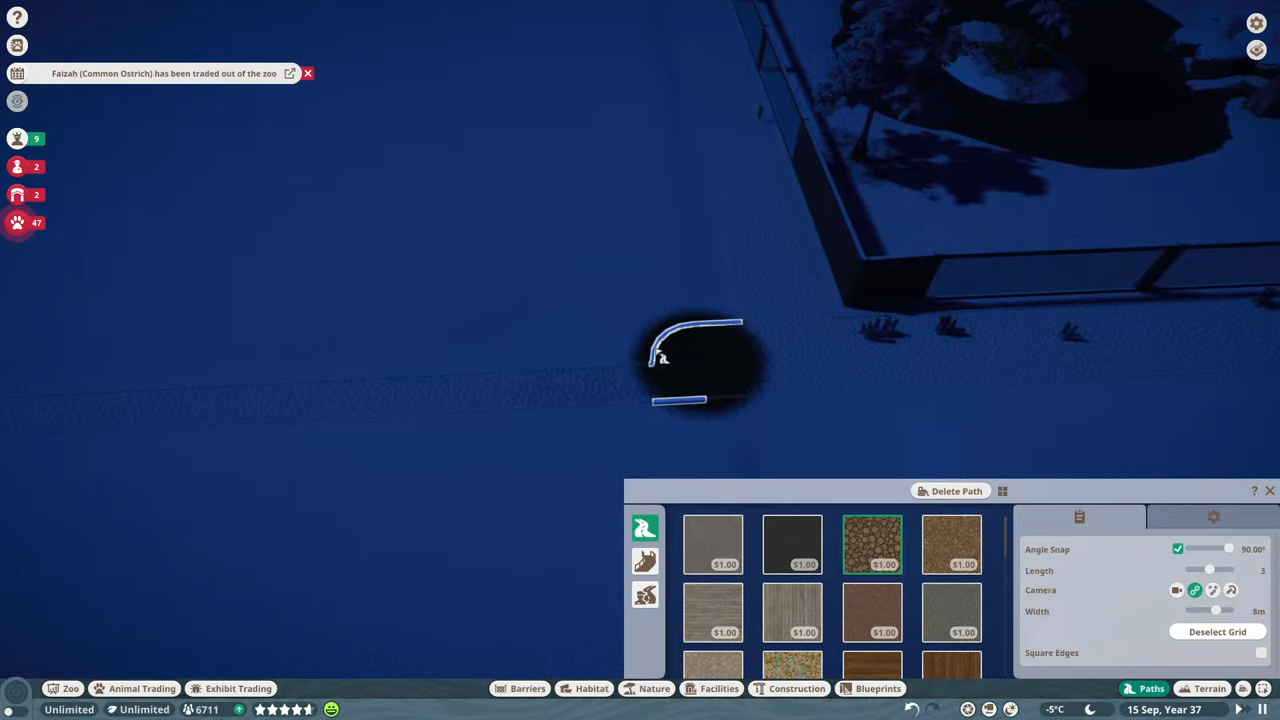 ?
Faizah (Common Ostrich) has been traded out of the zoo
9
2
2
47
Delete Path
?
$1.00
$1.00
$1.00
$1.00
$1.00
$1.00
$1.00
$1.00
Angle Snap
90.00°
Length
3
Camera
Width
8m
Deselect Grid
Square Edges
Zoo
Animal Trading
Exhibit Trading
Barriers
Habitat
Nature
Facilities
Construction
Blueprints
Paths
Terrain
Unlimited
Unlimited
6711
-5°C
15 Sep, Year 37